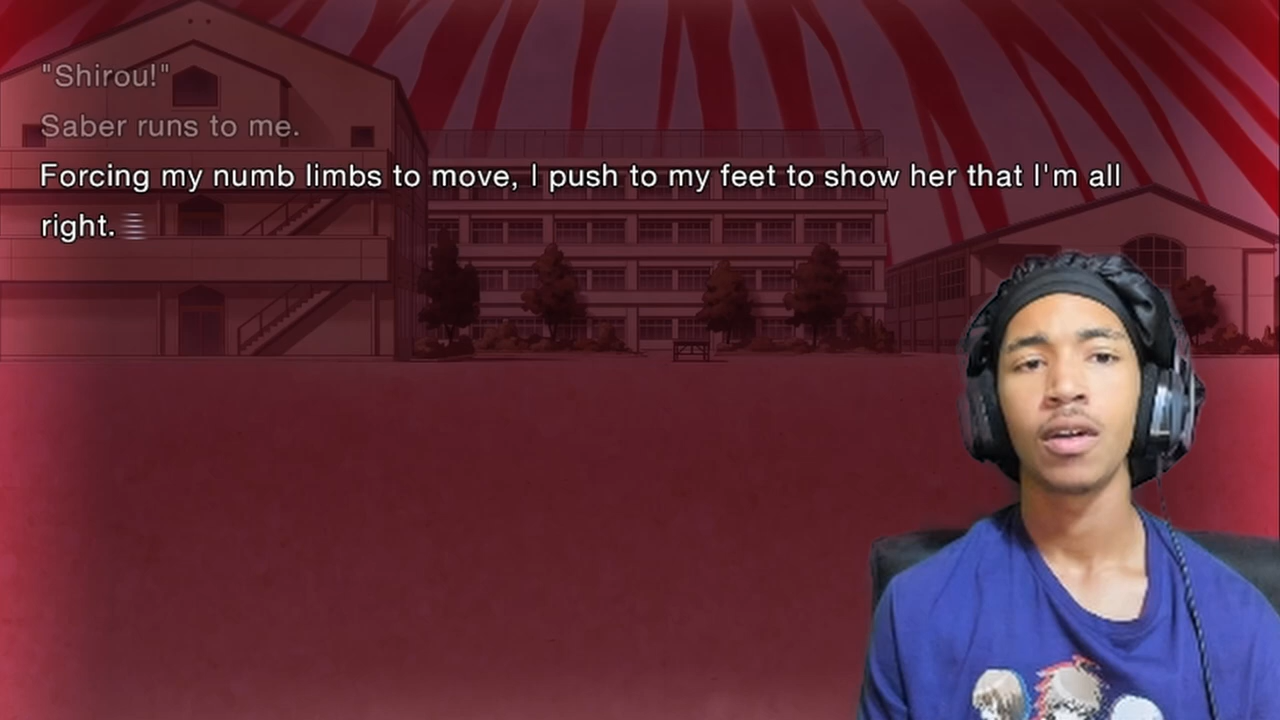 "Shirou!"
Saber runs to me.
Forcing my numb limbs to move, I push to my feet to show her that I'm all
right.